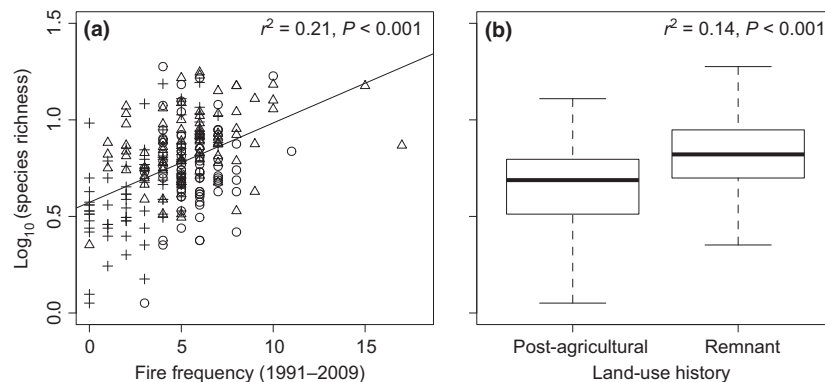 (a)
r² = 0.21, P < 0.001
Log₁₀ (species richness)
1.5
1.0
0.5
0.0
0 5 10 15
Fire frequency (1991–2009)
(b)
r² = 0.14, P < 0.001
Post-agricultural Remnant
Land-use history